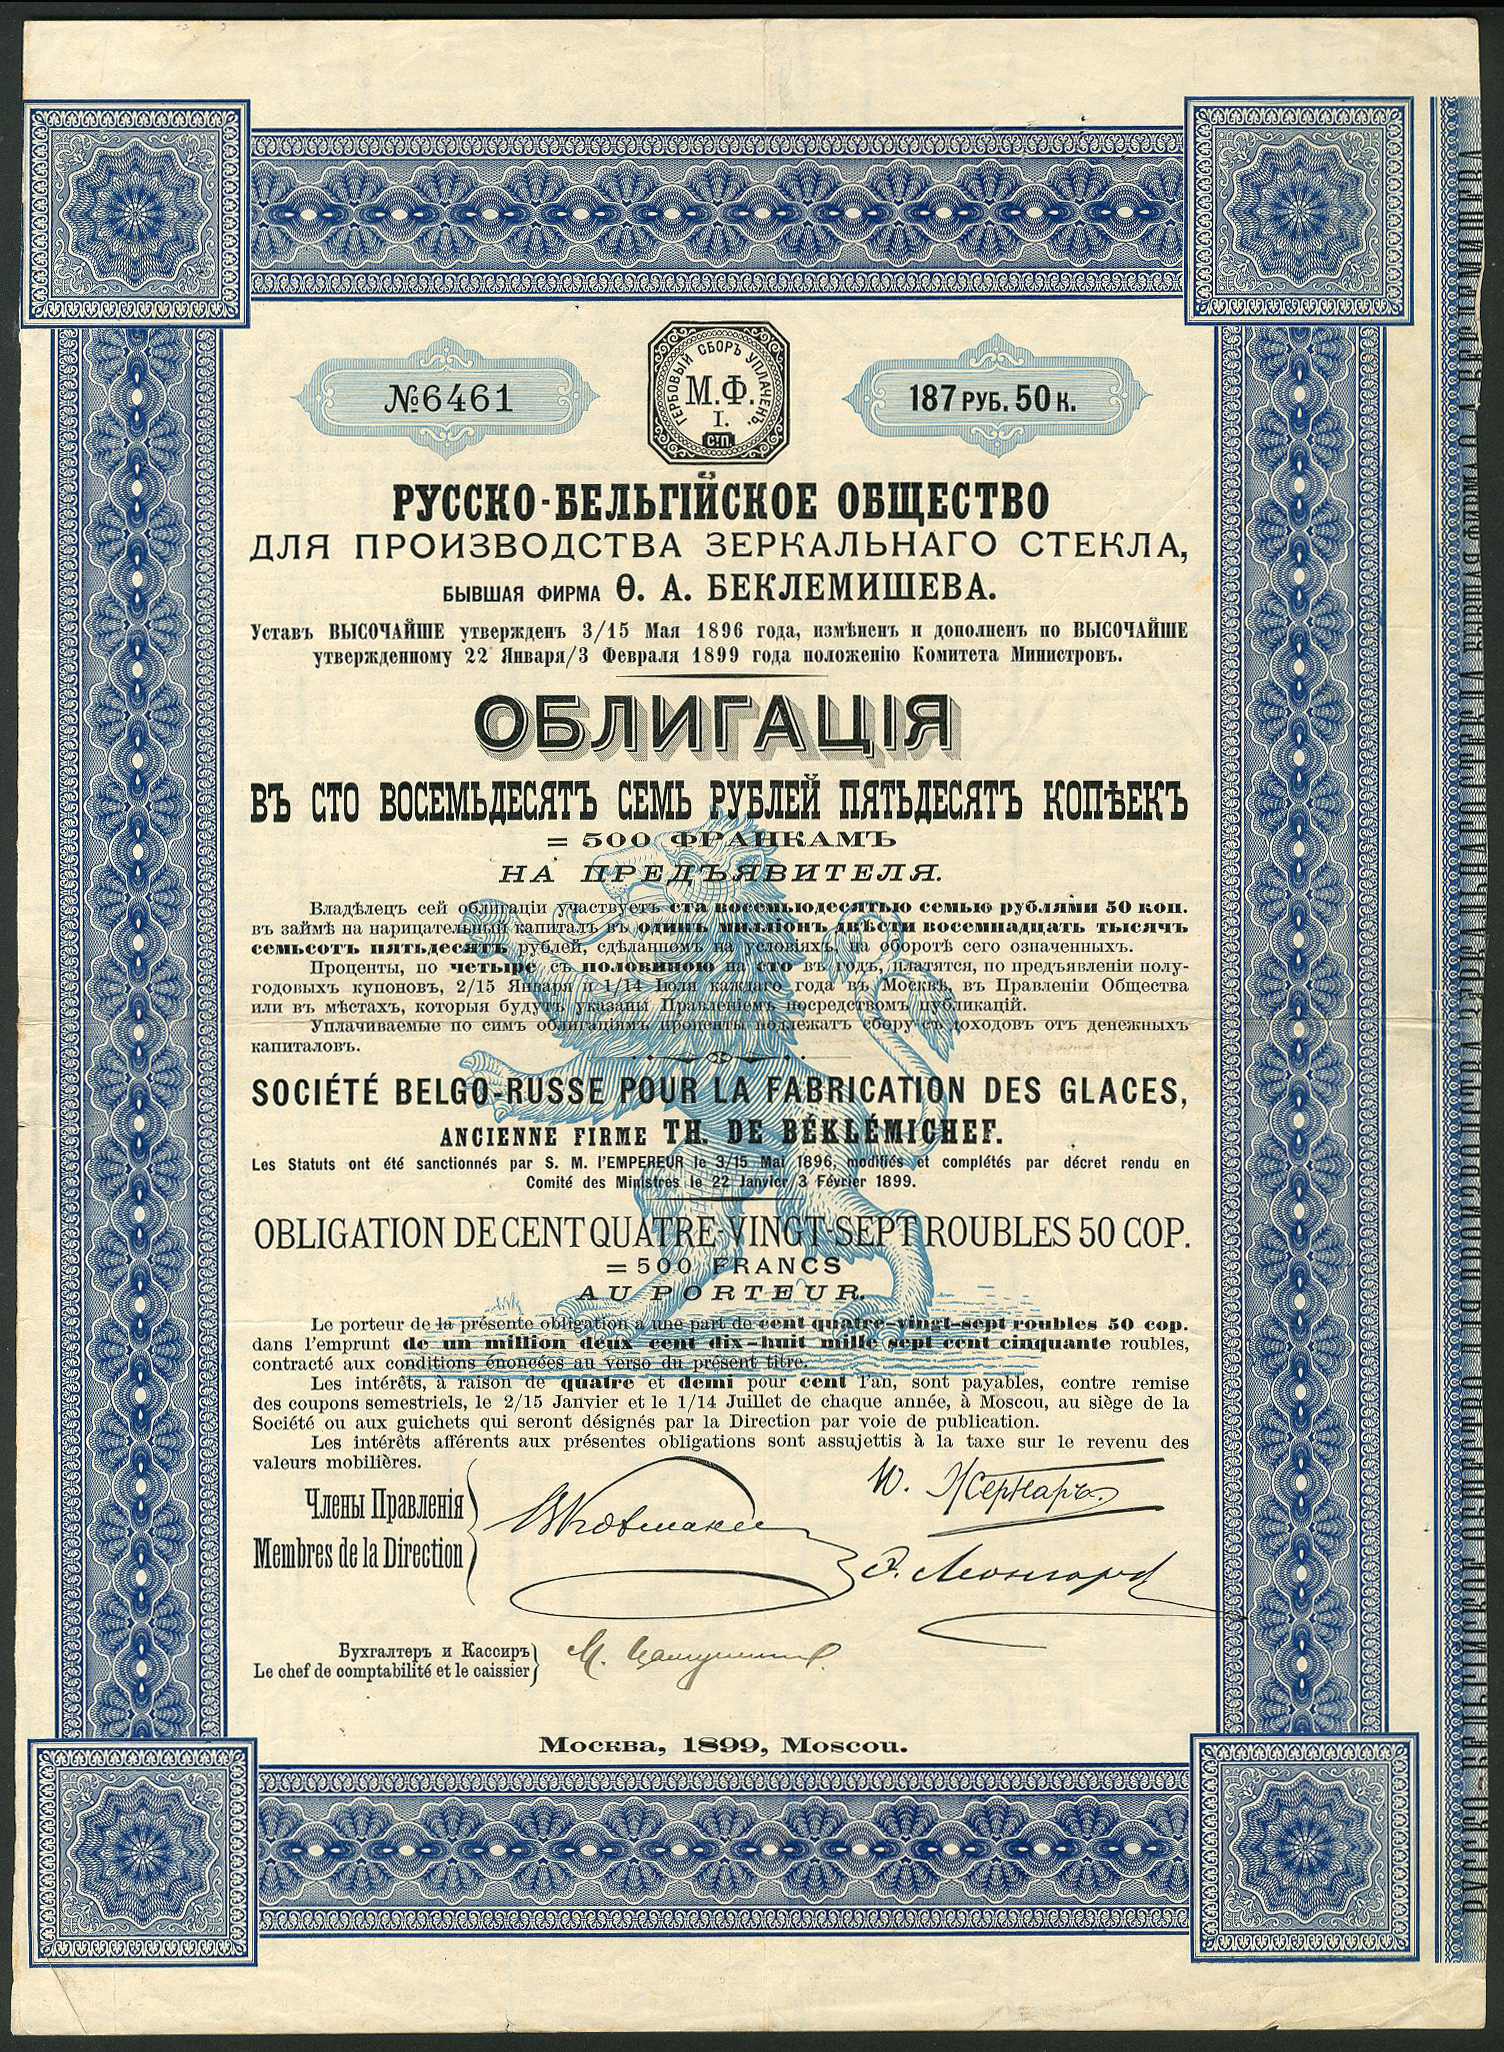 №6461
ГЕРБОВЫЙ СБОРЪ УПЛАЧЕНЪ.
М.Ф.
I.
СТП.
187 РУБ. 50 К.
РУССКО-БЕЛЬГІЙСКОЕ ОБЩЕСТВО
ДЛЯ ПРОИЗВОДСТВА ЗЕРКАЛЬНАГО СТЕКЛА,
БЫВШАЯ ФИРМА Ѳ. А. БЕКЛЕМИШЕВА.
Уставъ ВЫСОЧАЙШЕ утвержденъ 3/15 Мая 1896 года, измѣненъ и дополненъ по ВЫСОЧАЙШЕ
утвержденному 22 Января/3 Февраля 1899 года положенію Комитета Министровъ.
ОБЛИГАЦІЯ
ВЪ СТО ВОСЕМЬДЕСЯТЪ СЕМЬ РУБЛЕЙ ПЯТЬДЕСЯТЪ КОПѢЕКЪ
= 500 ФРАНКАМЪ
НА ПРЕДЪЯВИТЕЛЯ.
Владѣлецъ сей облигаціи участвуетъ ста восемьюдесятью семью рублями 50 коп.
въ займѣ на нарицательный капиталъ въ одинъ милліонъ двѣсти восемнадцать тысячъ
семьсотъ пятьдесятъ рублей, сдѣланномъ на условіяхъ, на оборотѣ сего означенныхъ.
Проценты, по четыре съ половиною на сто въ годъ, платятся, по предъявленіи полу-
годовыхъ купоновъ, 2/15 Января и 1/14 Іюля каждаго года въ Москвѣ, въ Правленіи Общества
или въ мѣстахъ, которыя будутъ указаны Правленіемъ посредствомъ публикацій.
Уплачиваемые по симъ облигаціямъ проценты подлежатъ сбору съ доходовъ отъ денежныхъ
капиталовъ.
SOCIÉTÉ BELGO-RUSSE POUR LA FABRICATION DES GLACES,
ANCIENNE FIRME TH. DE BÉKLÉMICHEF.
Les Statuts ont été sanctionnés par S. M. l'EMPEREUR le 3/15 Mai 1896, modifiés et complétés par décret rendu en
Comité des Ministres le 22 Janvier/3 Février 1899.
OBLIGATION DE CENT QUATRE-VINGT-SEPT ROUBLES 50 COP.
= 500 FRANCS
AU PORTEUR.
Le porteur de la présente obligation a une part de cent quatre-vingt-sept roubles 50 cop.
dans l'emprunt de un million deux cent dix-huit mille sept cent cinquante roubles,
contracté aux conditions énoncées au verso du présent titre.
Les intérêts, à raison de quatre et demi pour cent l'an, sont payables, contre remise
des coupons semestriels, le 2/15 Janvier et le 1/14 Juillet de chaque année, à Moscou, au siège de la
Société ou aux guichets qui seront désignés par la Direction par voie de publication.
Les intérêts afférents aux présentes obligations sont assujettis à la taxe sur le revenu des
valeurs mobilières.
Члены Правленія
Membres de la Direction
Ю. Жернаръ.
Бухгалтеръ и Кассиръ
Le chef de comptabilité et le caissier
Москва, 1899, Moscou.